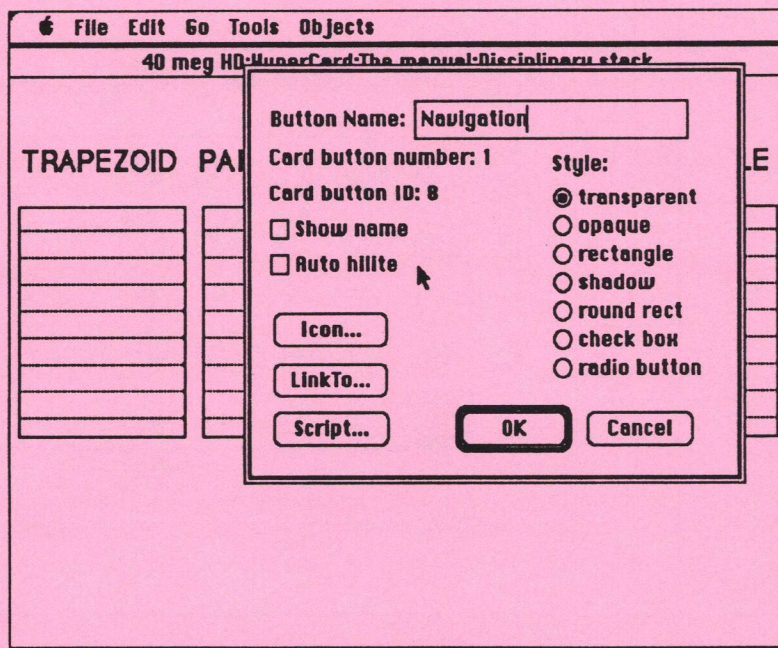 File Edit Go Tools Objects
40 meg HD:HyperCard:The manual:Disciplinary stack
TRAPEZOID PAR
LE
Button Name: Navigation
Card button number: 1
Card button ID: 8
Show name
Auto hilite
Icon...
LinkTo...
Script...
Style:
transparent
opaque
rectangle
shadow
round rect
check box
radio button
OK
Cancel